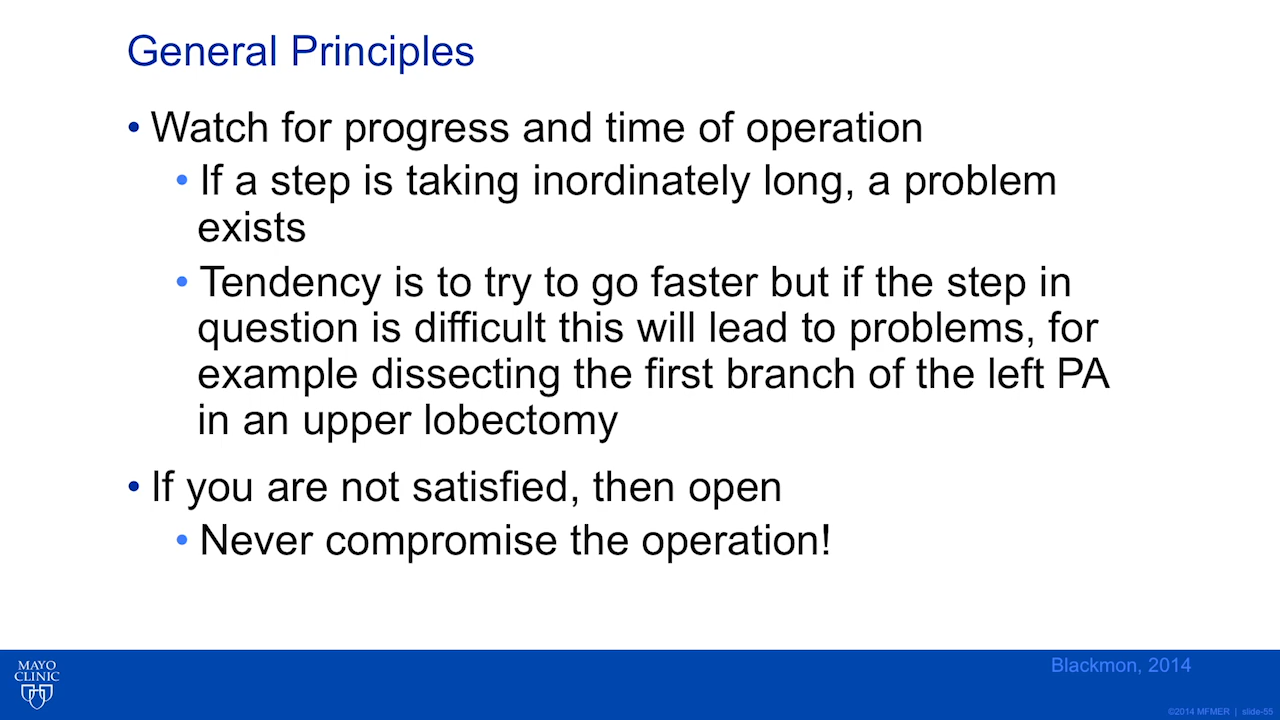 General Principles
• Watch for progress and time of operation
• If a step is taking inordinately long, a problem
exists
• Tendency is to try to go faster but if the step in
question is difficult this will lead to problems, for
example dissecting the first branch of the left PA
in an upper lobectomy
• If you are not satisfied, then open
• Never compromise the operation!
MAYO
CLINIC
Blackmon, 2014
©2014 MFMER | slide-55